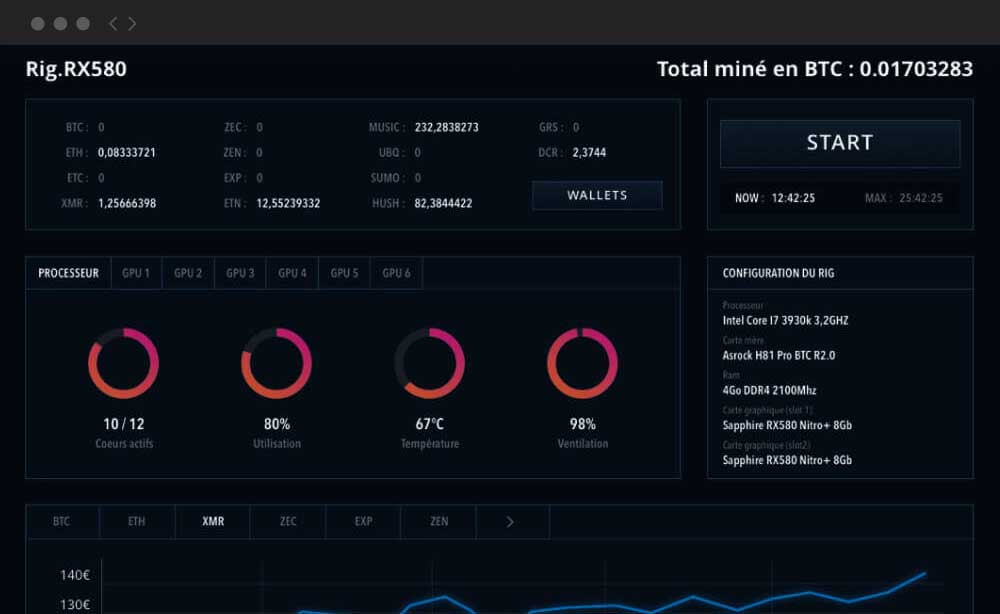 Rig.RX580
Total miné en BTC : 0.01703283
BTC : 0
ZEC : 0
MUSIC : 232,2838273
GRS : 0
ETH : 0,08333721
ZEN : 0
UBQ : 0
DCR : 2,3744
ETC : 0
EXP : 0
SUMO : 0
XMR : 1,25666398
ETN : 12,55239332
HUSH : 82,3844422
WALLETS
START
NOW : 12:42:25
MAX : 25:42:25
PROCESSEUR
GPU 1
GPU 2
GPU 3
GPU 4
GPU 5
GPU 6
10 / 12
Coeurs actifs
80%
Utilisation
67°C
Température
98%
Ventilation
CONFIGURATION DU RIG
Processeur
Intel Core I7 3930k 3,2GHZ
Carte mère
Asrock H81 Pro BTC R2.0
Ram
4Go DDR4 2100Mhz
Carte graphique (slot 1)
Sapphire RX580 Nitro+ 8Gb
Carte graphique (slot2)
Sapphire RX580 Nitro+ 8Gb
BTC
ETH
XMR
ZEC
EXP
ZEN
140€
130€